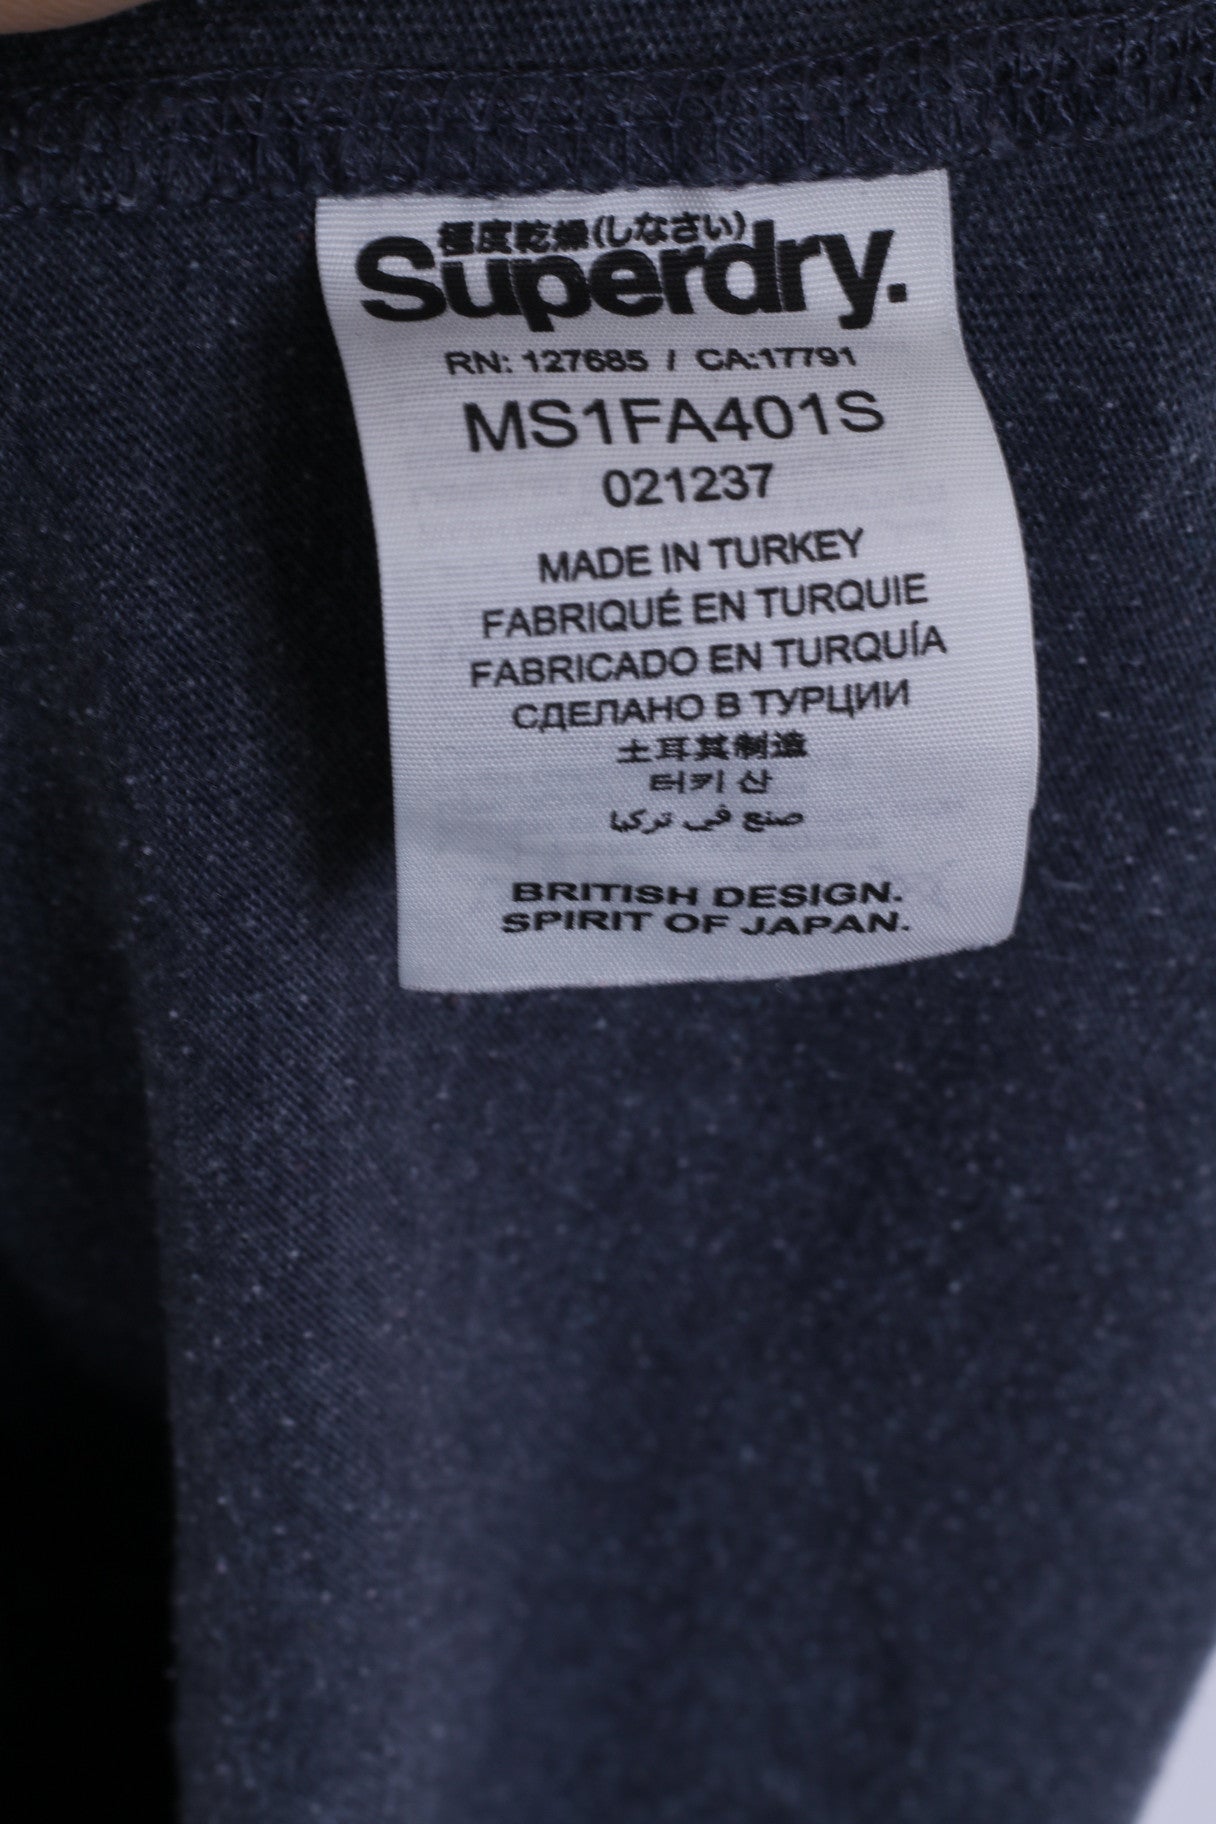 極度乾燥(しなさい)
Superdry.
RN: 127685 / CA:17791
MS1FA401S
021237
MADE IN TURKEY
FABRIQUÉ EN TURQUIE
FABRICADO EN TURQUÍA
СДЕЛАНО В ТУРЦИИ
土耳其制造
터키 산
صنع في تركيا
BRITISH DESIGN.
SPIRIT OF JAPAN.